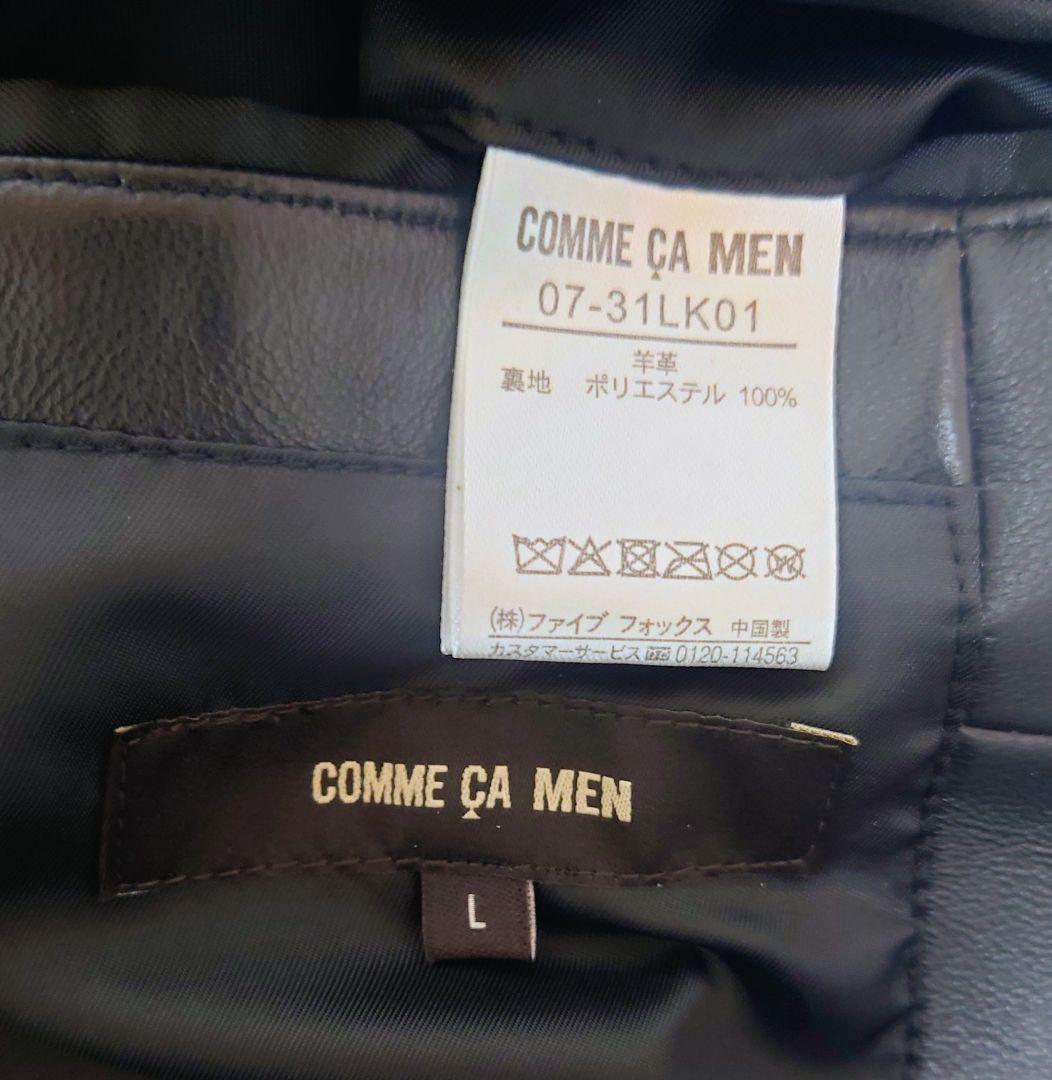 COMME ÇA MEN
07-31LK01
羊革
裏地 ポリエステル 100%
W
(株)ファイブ フォックス 中国製
カスタマーサービス 0120-114563
COMME ÇA MEN
L